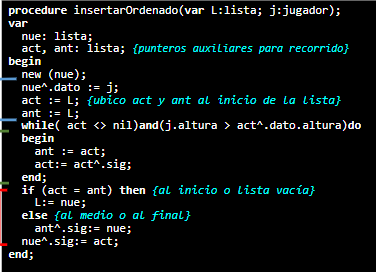 procedure insertarOrdenado(var L:lista; j:jugador);
var
nue: lista;
act, ant: lista; {punteros auxiliares para recorrido}
begin
new (nue);
nue^.dato := j;
act := L; {ubico act y ant al inicio de la lista}
ant := L;
while( act <> nil)and(j.altura > act^.dato.altura)do
begin
ant := act;
act:= act^.sig;
end;
if (act = ant) then {al inicio o lista vacía}
L:= nue;
else {al medio o al final}
ant^.sig:= nue;
nue^.sig:= act;
end;